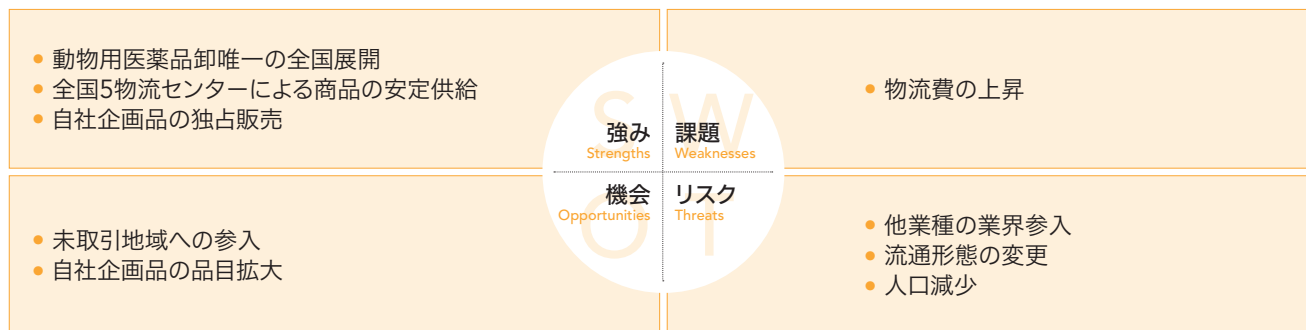 • 動物用医薬品卸唯一の全国展開
• 全国5物流センターによる商品の安定供給
• 自社企画品の独占販売
• 物流費の上昇
S W
強み 課題
Strengths Weaknesses
機会 リスク
Opportunities Threats
O T
• 未取引地域への参入
• 自社企画品の品目拡大
• 他業種の業界参入
• 流通形態の変更
• 人口減少